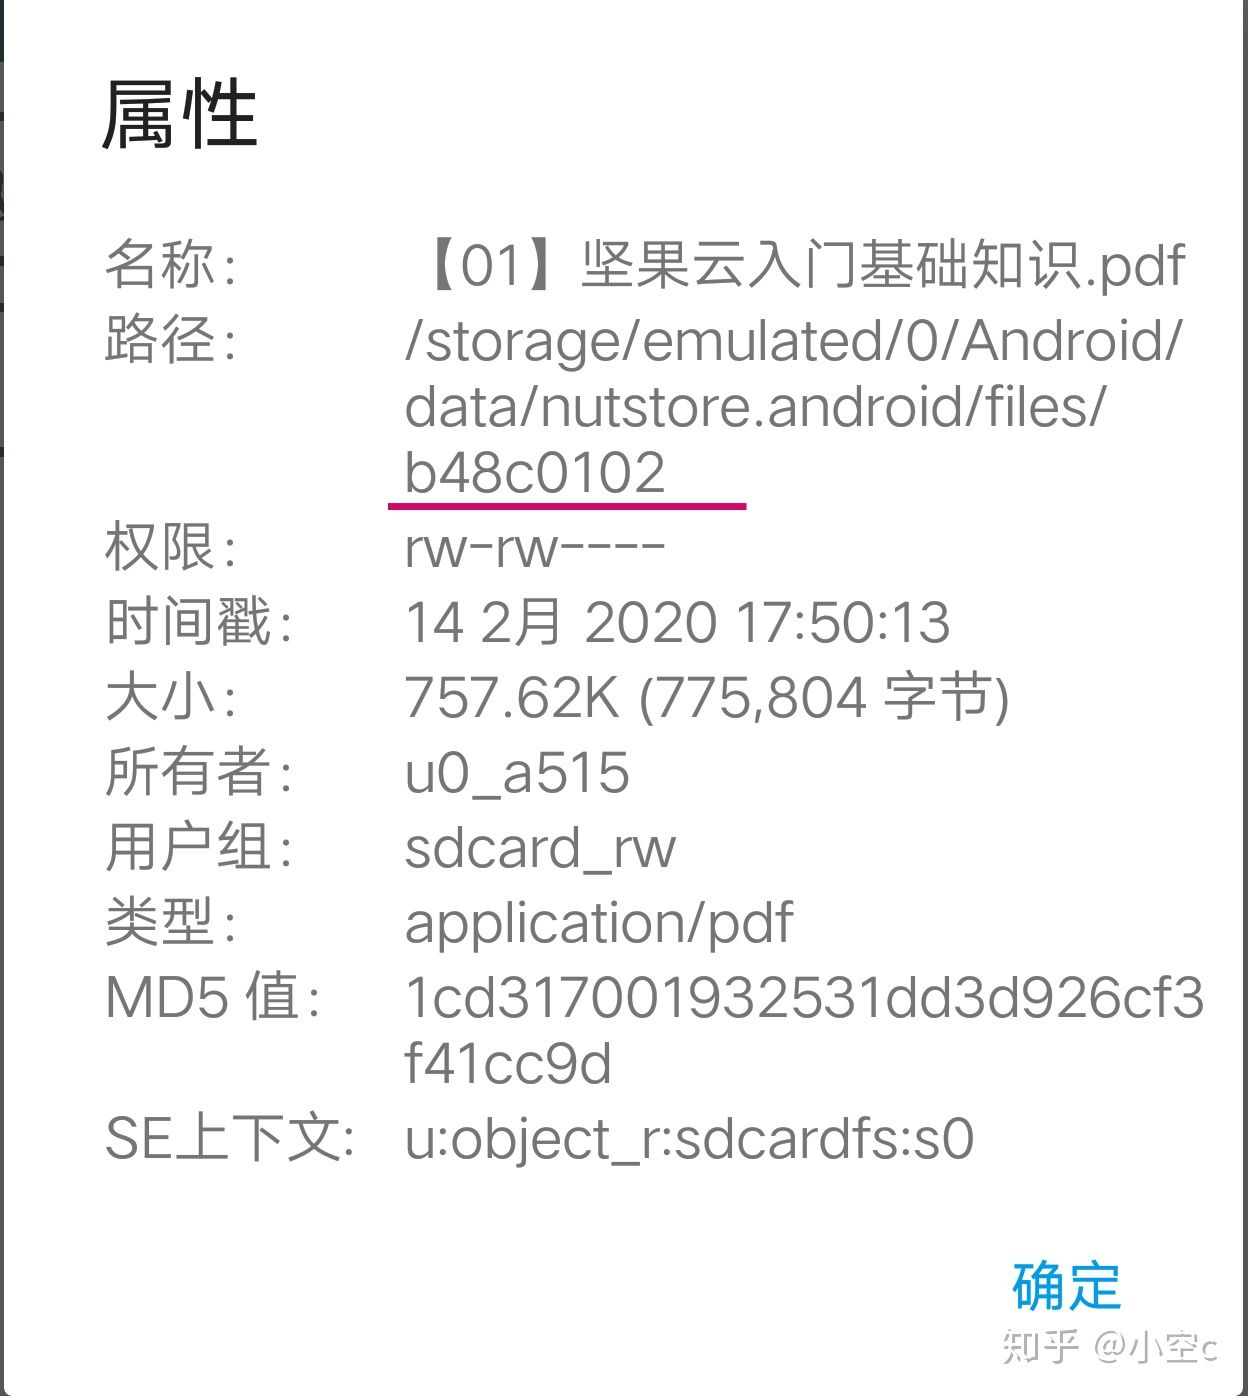 属性
名称： 【01】坚果云入门基础知识.pdf
路径： /storage/emulated/0/Android/
data/nutstore.android/files/
b48c0102
权限： rw-rw----
时间戳： 14 2月 2020 17:50:13
大小： 757.62K (775,804 字节)
所有者： u0_a515
用户组： sdcard_rw
类型： application/pdf
MD5 值： 1cd317001932531dd3d926cf3
f41cc9d
SE上下文: u:object_r:sdcardfs:s0
确定
知乎 @小空c